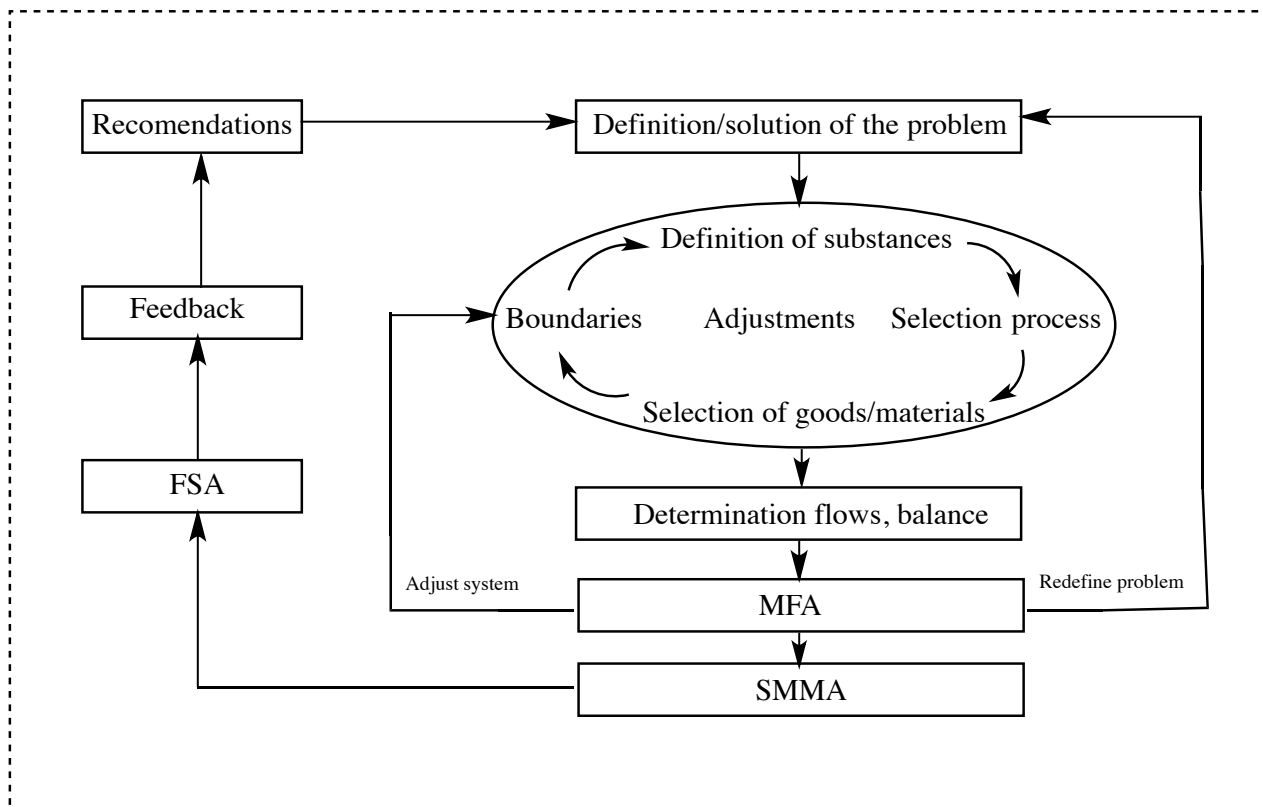 Recomendations
Definition/solution of the problem
Definition of substances
Feedback
Boundaries
Adjustments
Selection process
Selection of goods/materials
FSA
Determination flows, balance
Adjust system
Redefine problem
MFA
SMMA